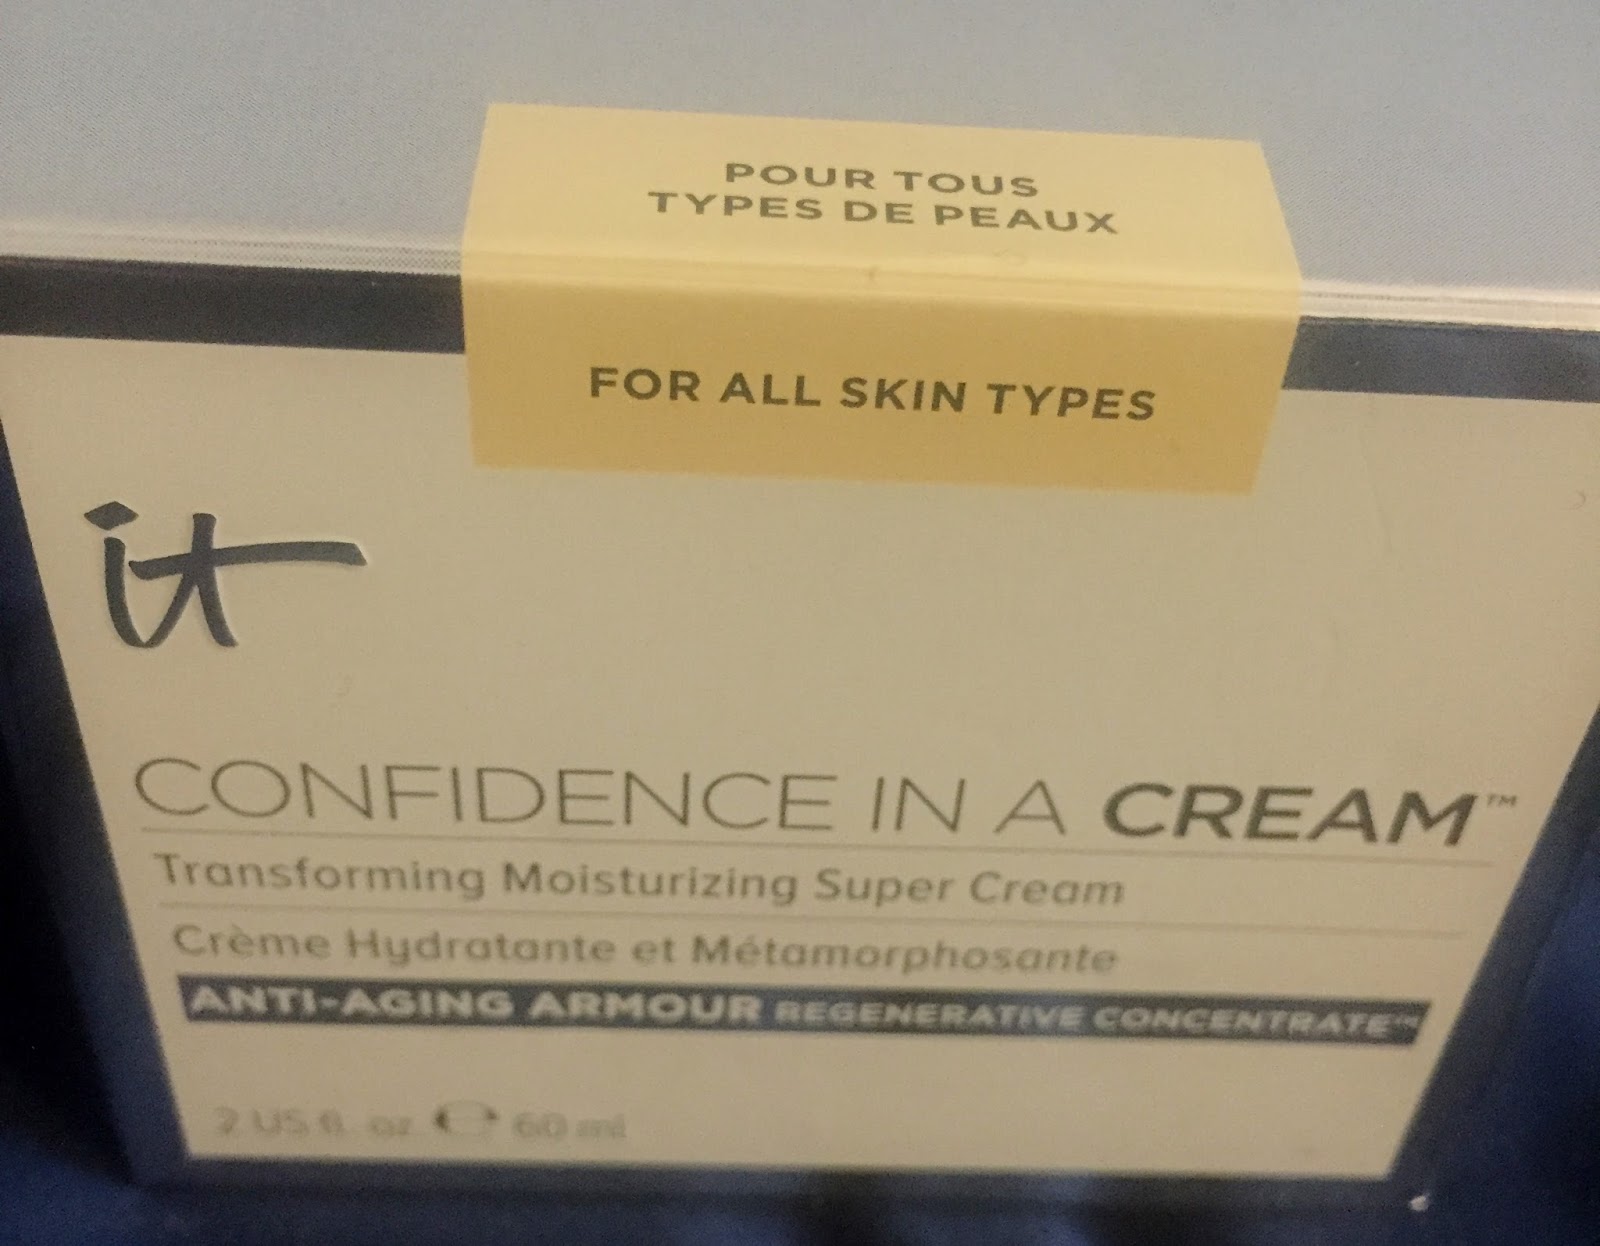 POUR TOUS
TYPES DE PEAUX
FOR ALL SKIN TYPES
it
CONFIDENCE IN A CREAM™
Transforming Moisturizing Super Cream
Crème Hydratante et Métamorphosante
ANTI-AGING ARMOUR REGENERATIVE CONCENTRATE™
2 US fl. oz ℮ 60 ml